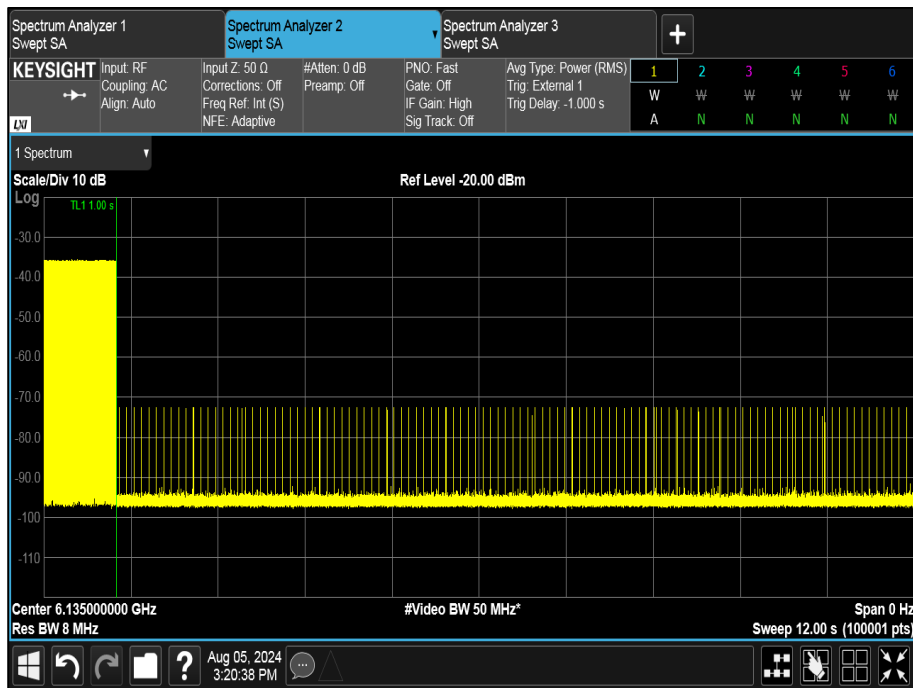 Spectrum Analyzer 1
Swept SA
Spectrum Analyzer 2
Swept SA
Spectrum Analyzer 3
Swept SA
KEYSIGHT
LXI
Input: RF
Coupling: AC
Align: Auto
Input Z: 50 Ω
Corrections: Off
Freq Ref: Int (S)
NFE: Adaptive
#Atten: 0 dB
Preamp: Off
PNO: Fast
Gate: Off
IF Gain: High
Sig Track: Off
Avg Type: Power (RMS)
Trig: External 1
Trig Delay: -1.000 s
1 2 3 4 5 6
W W W W W W
A N N N N N
1 Spectrum
Scale/Div 10 dB
Ref Level -20.00 dBm
Log
TL1 1.00 s
-30.0
-40.0
-50.0
-60.0
-70.0
-80.0
-90.0
-100
-110
Center 6.135000000 GHz
#Video BW 50 MHz*
Span 0 Hz
Res BW 8 MHz
Sweep 12.00 s (100001 pts)
?
Aug 05, 2024
3:20:38 PM